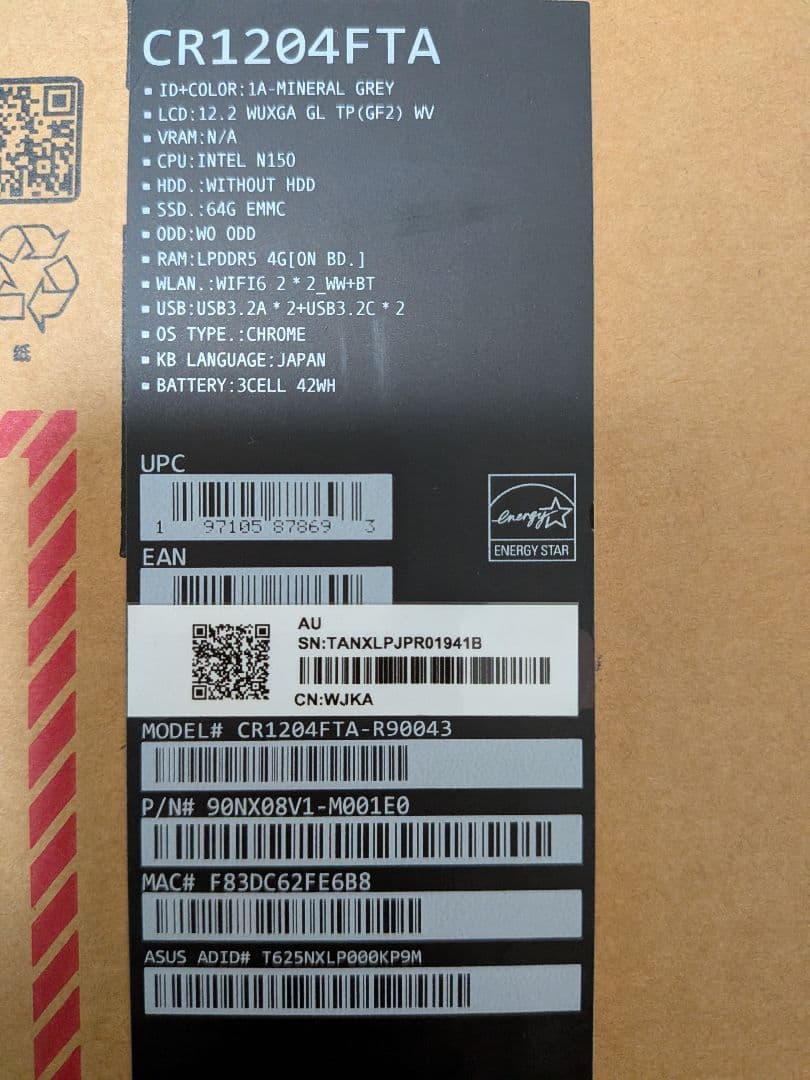 CR1204FTA
▪ ID+COLOR:1A-MINERAL GREY
▪ LCD:12.2 WUXGA GL TP(GF2) WV
▪ VRAM:N/A
▪ CPU:INTEL N150
▪ HDD.:WITHOUT HDD
▪ SSD.:64G EMMC
▪ ODD:WO ODD
▪ RAM:LPDDR5 4G[ON BD.]
▪ WLAN.:WIFI6 2*2_WW+BT
▪ USB:USB3.2A*2+USB3.2C*2
▪ OS TYPE.:CHROME
▪ KB LANGUAGE:JAPAN
▪ BATTERY:3CELL 42WH
紙
UPC
1 97105 87869 3
energy
ENERGY STAR
EAN
AU
SN:TANXLPJPR01941B
CN:WJKA
MODEL# CR1204FTA-R90043
P/N# 90NX08V1-M001E0
MAC# F83DC62FE6B8
ASUS ADID# T625NXLP000KP9M